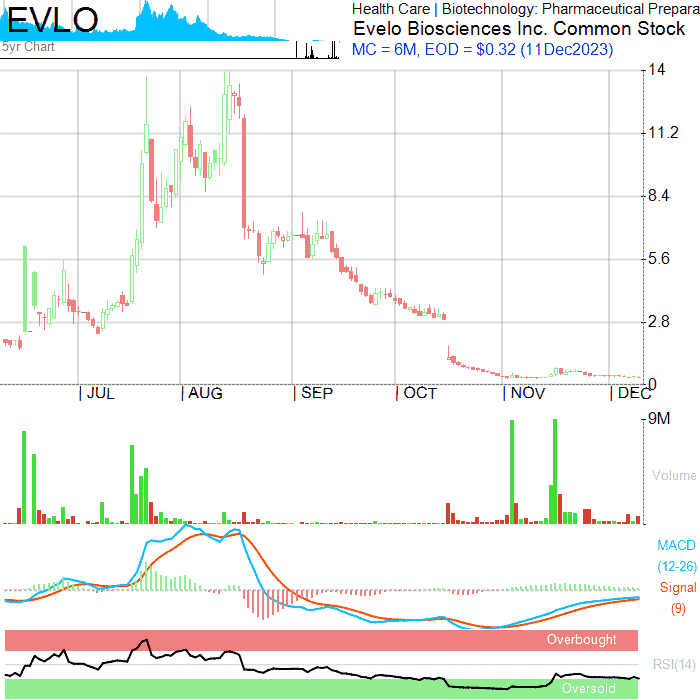 EVLO
5yr Chart
Health Care | Biotechnology: Pharmaceutical Prepara
Evelo Biosciences Inc. Common Stock
MC = 6M, EOD = $0.32 (11Dec2023)
14
11.2
8.4
5.6
2.8
0
| JUL | AUG | SEP | OCT | NOV | DEC
9M
Volume
MACD
(12-26)
Signal
(9)
Overbought
RSI(14)
Oversold